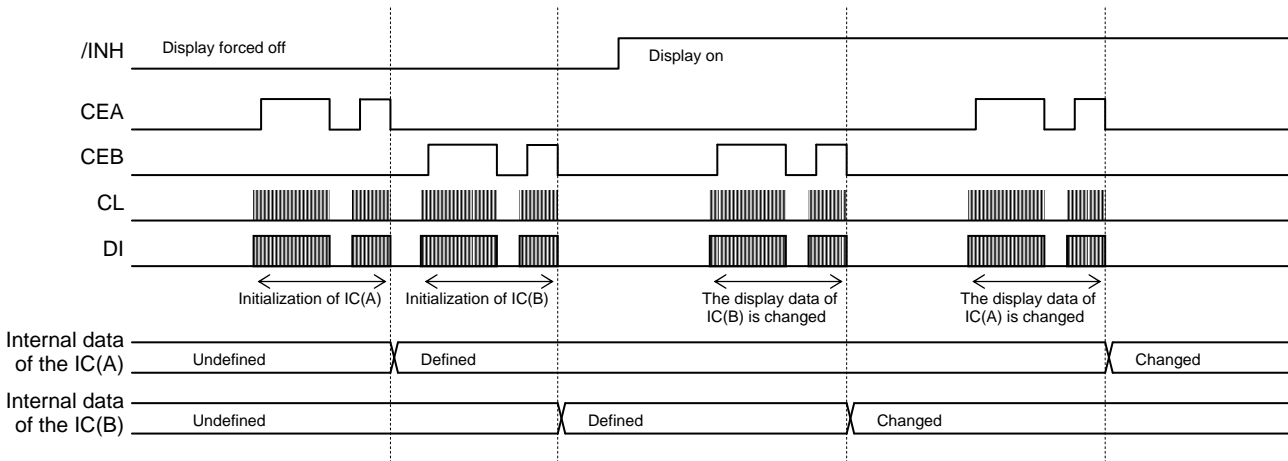 /INH
Display forced off
Display on
CEA
CEB
CL
DI
Initialization of IC(A)
Initialization of IC(B)
The display data of
IC(B) is changed
The display data of
IC(A) is changed
Internal data
of the IC(A)
Undefined
Defined
Changed
Internal data
of the IC(B)
Undefined
Defined
Changed